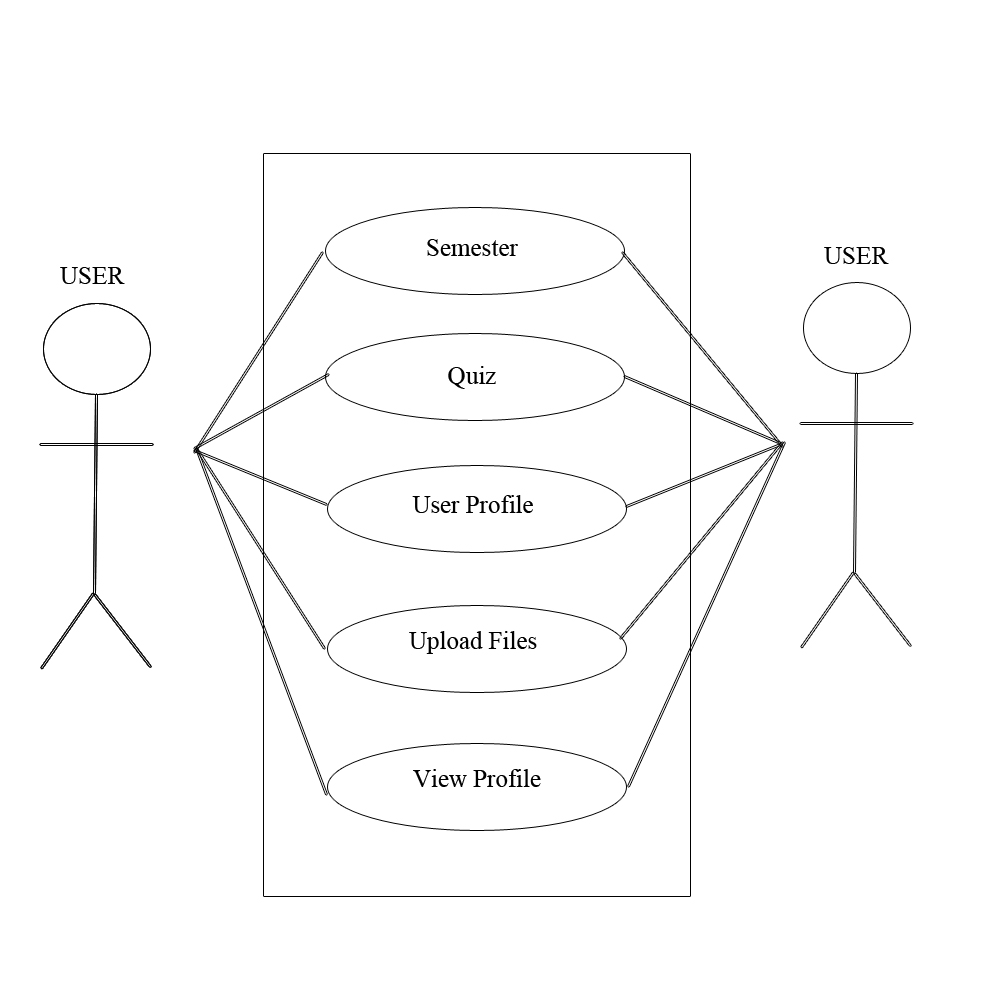 USER
USER
Semester
Quiz
User Profile
Upload Files
View Profile